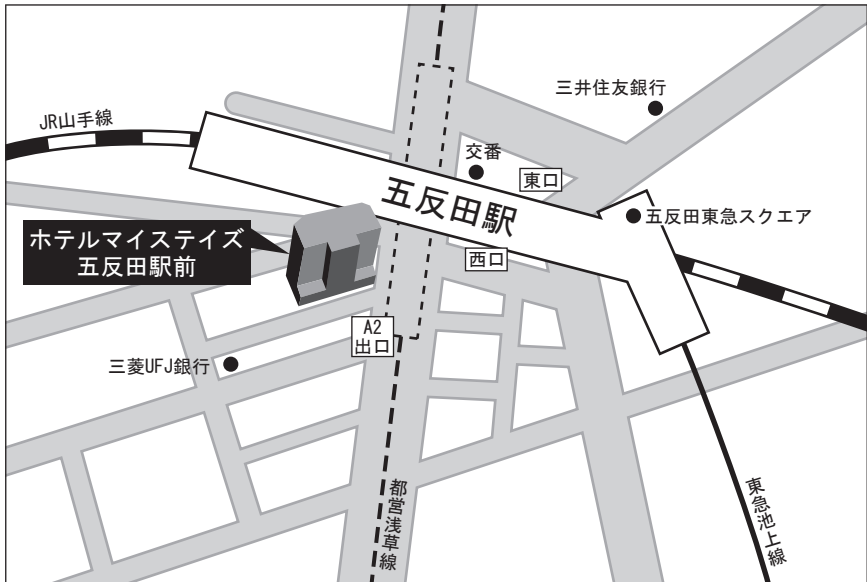 三井住友銀行
JR山手線
交番
東口
五反田駅
五反田東急スクエア
ホテルマイステイズ
五反田駅前
西口
A2
出口
三菱UFJ銀行
都営浅草線
東急池上線